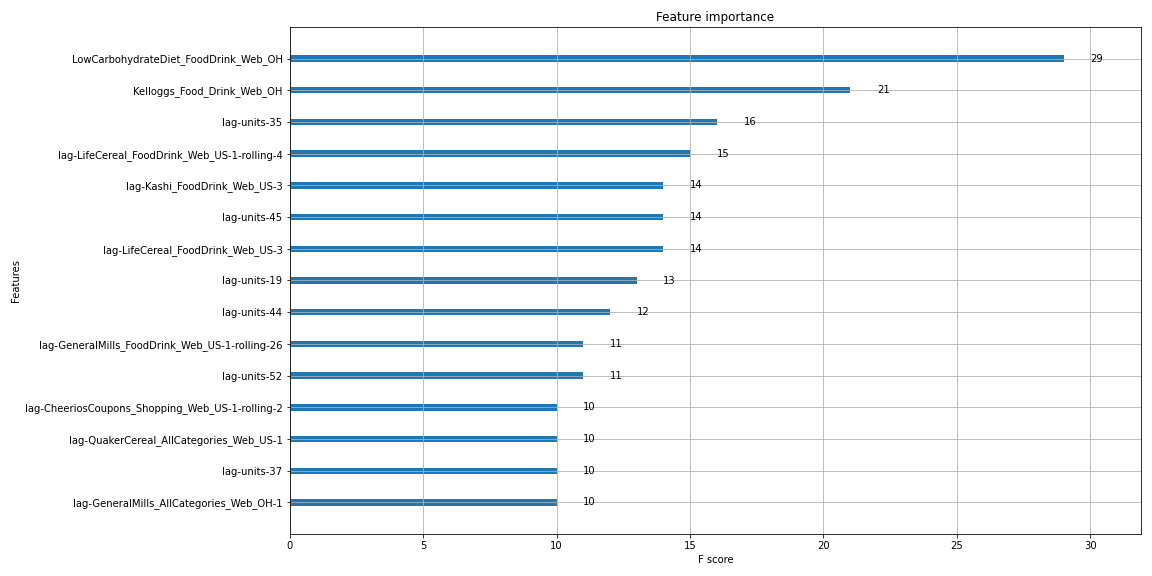 Feature importance
LowCarbohydrateDiet_FoodDrink_Web_OH 29
Kelloggs_Food_Drink_Web_OH 21
lag-units-35 16
lag-LifeCereal_FoodDrink_Web_US-1-rolling-4 15
lag-Kashi_FoodDrink_Web_US-3 14
lag-units-45 14
lag-LifeCereal_FoodDrink_Web_US-3 14
lag-units-19 13
lag-units-44 12
lag-GeneralMills_FoodDrink_Web_US-1-rolling-26 11
lag-units-52 11
lag-CheeriosCoupons_Shopping_Web_US-1-rolling-2 10
lag-QuakerCereal_AllCategories_Web_US-1 10
lag-units-37 10
lag-GeneralMills_AllCategories_Web_OH-1 10
Features
0 5 10 15 20 25 30
F score